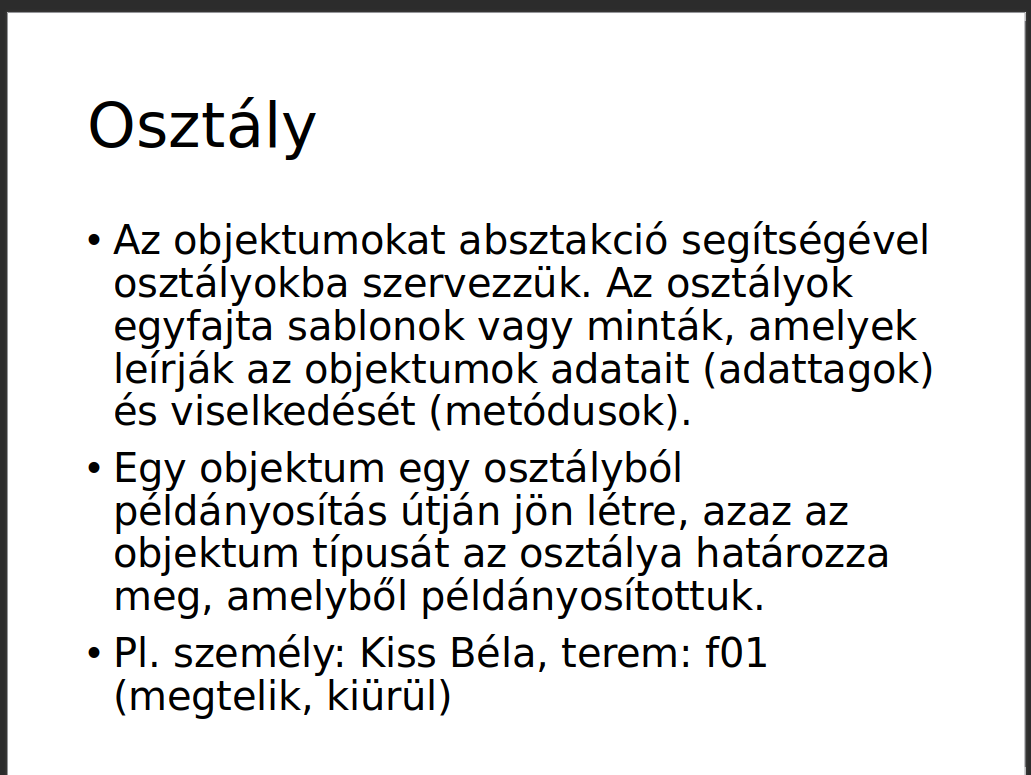 Osztály
• Az objektumokat absztakció segítségével
osztályokba szervezzük. Az osztályok
egyfajta sablonok vagy minták, amelyek
leírják az objektumok adatait (adattagok)
és viselkedését (metódusok).
• Egy objektum egy osztályból
példányosítás útján jön létre, azaz az
objektum típusát az osztálya határozza
meg, amelyből példányosítottuk.
• Pl. személy: Kiss Béla, terem: f01
(megtelik, kiürül)